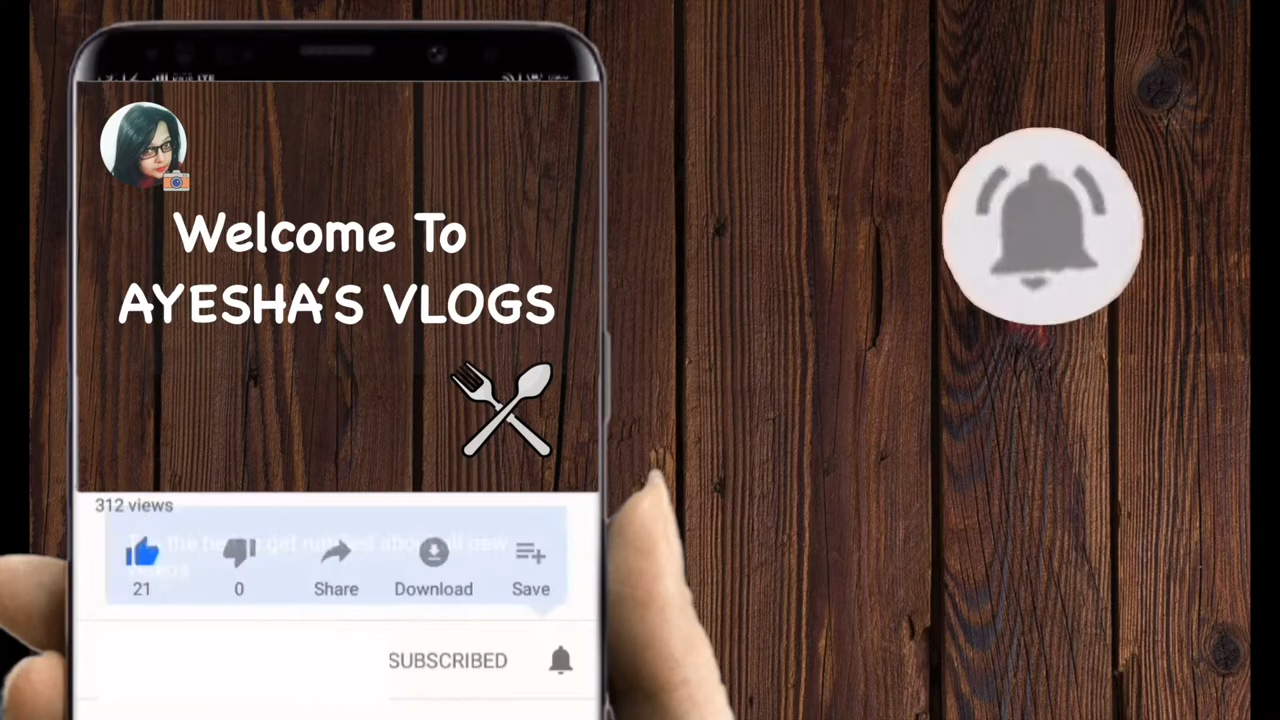 Welcome To
AYESHA'S VLOGS
312 views
21
0
Share
Download
Save
SUBSCRIBED